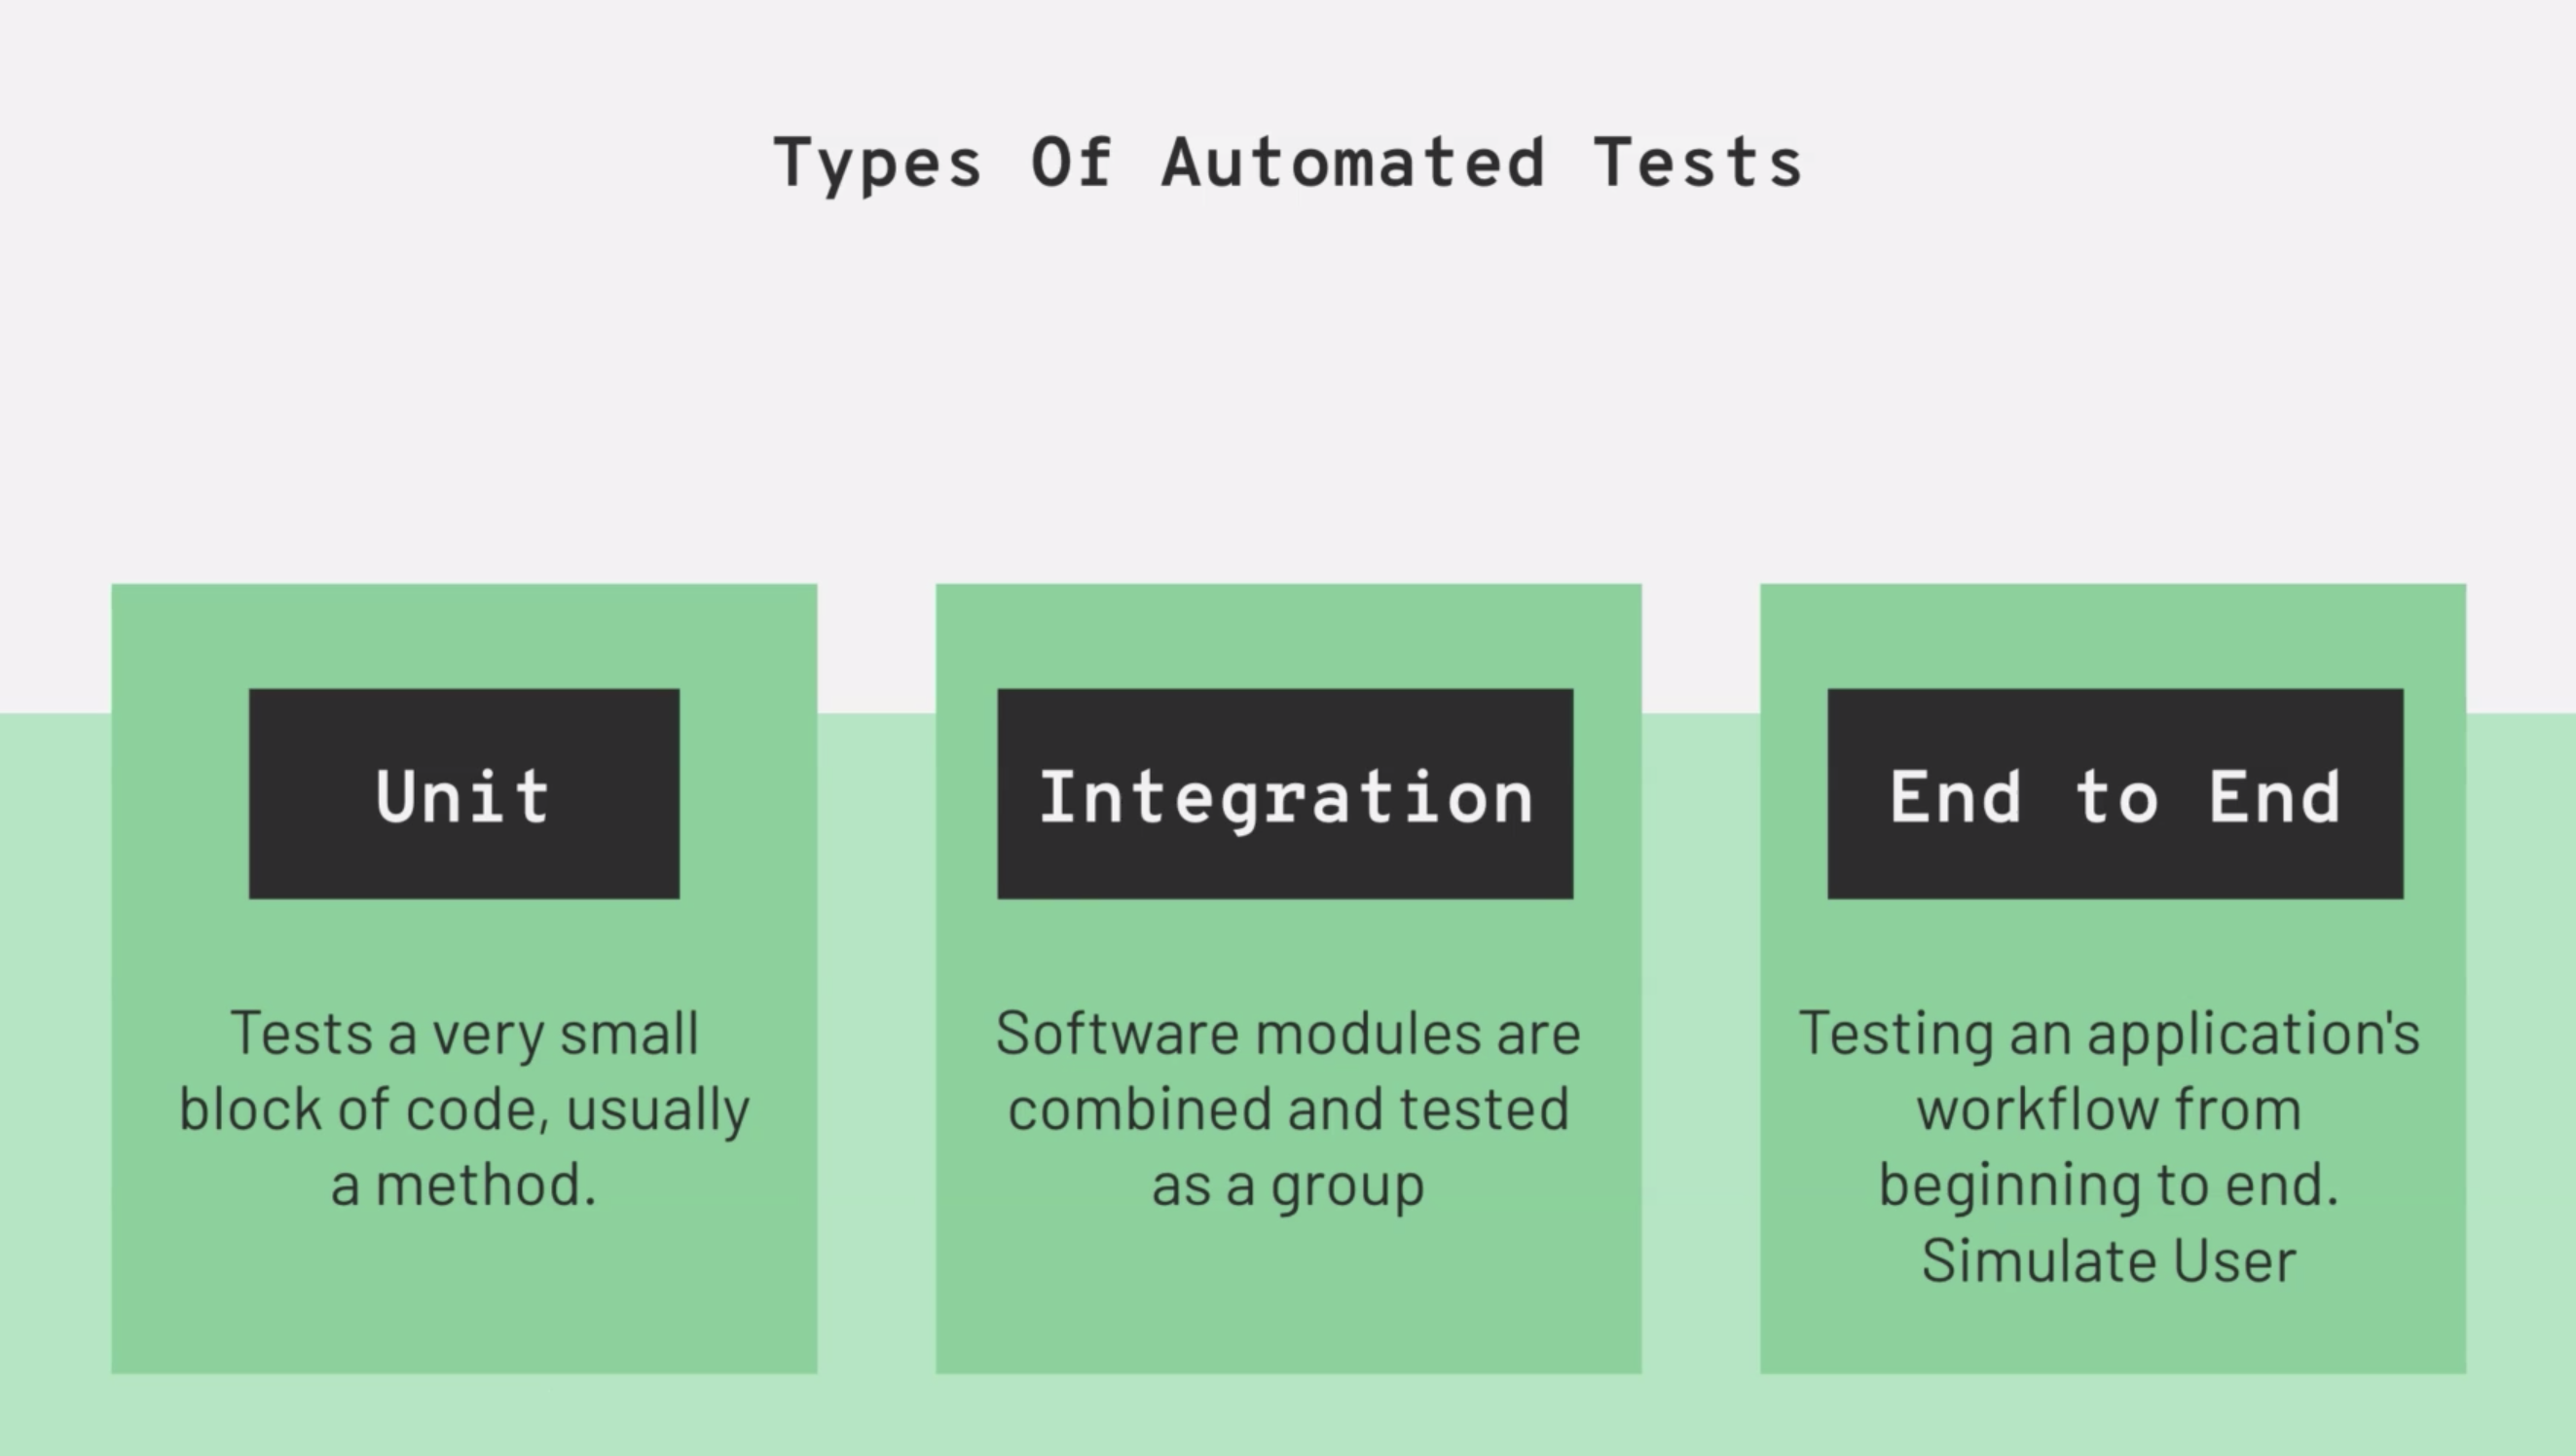 Types Of Automated Tests
Unit
Tests a very small
block of code, usually
a method.
Integration
Software modules are
combined and tested
as a group
End to End
Testing an application's
workflow from
beginning to end.
Simulate User